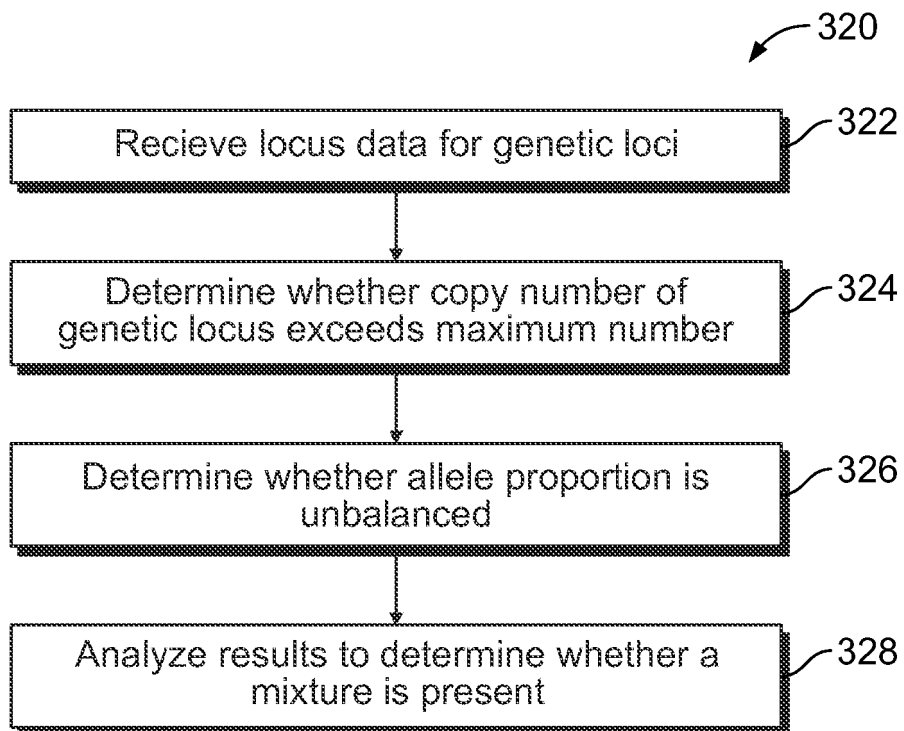 320
Recieve locus data for genetic loci
322
Determine whether copy number of
genetic locus exceeds maximum number
324
Determine whether allele proportion is
unbalanced
326
Analyze results to determine whether a
mixture is present
328